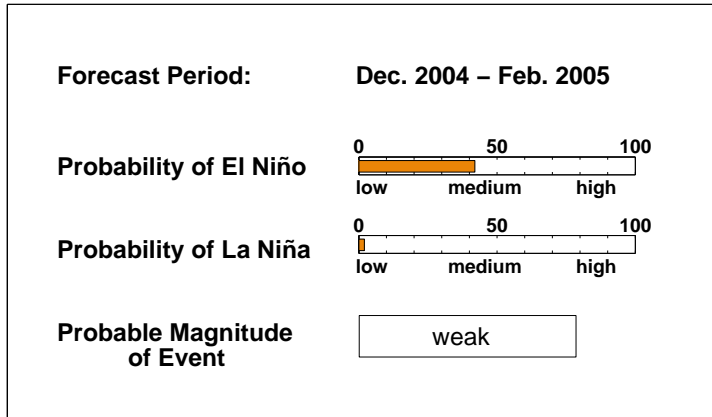 Forecast Period: Dec. 2004 – Feb. 2005
0 50 100
Probability of El Niño
low medium high
0 50 100
Probability of La Niña
low medium high
Probable Magnitude
of Event
weak